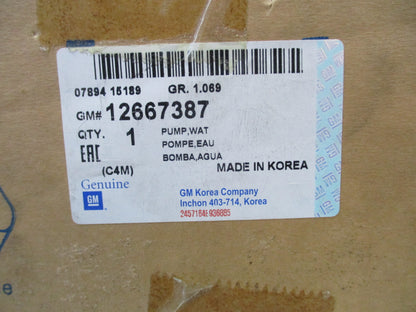 07894 15189 GR. 1.069
GM# 12667387
QTY. 1 PUMP,WAT
POMPE,EAU
EAC BOMBA,AGUA
(C4M) MADE IN KOREA
Genuine
GM
GM Korea Company
Inchon 403-714, Korea
e